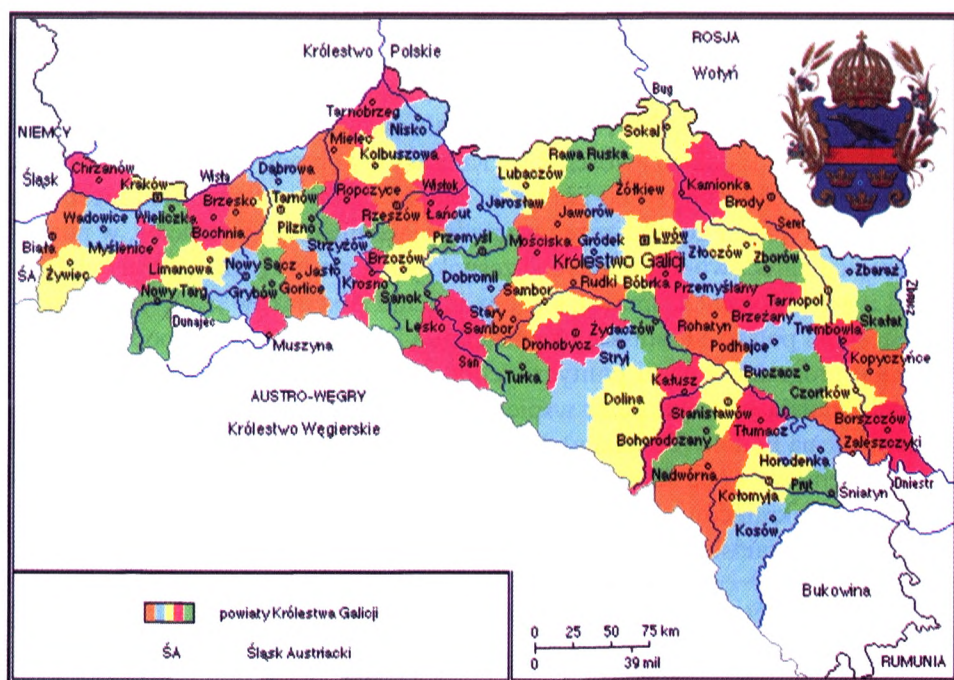 Królestwo Polskie
ROSJA
Wołyń
Bug
NIEMCY
Śląsk
Chrzanów
Kraków
Wisła
Dąbrowa
Tarnobrzeg
Nisko
Mielec
Kolbuszowa
Sokal
Rawa Ruska
Lubaczów
Żółkiew
Kamionka
Brody
Seret
Wadowice
Wieliczka
Brzesko
Bochnia
Tarnów
Pilzno
Ropczyce
Rzeszów
Wisłok
Łańcut
Jarosław
Jaworów
Biała
Myślenice
Strzyżów
Przemyśl
Mościska
Gródek
Lwów
Złoczów
Zborów
Zbaraż
Zbrucz
ŚA
Żywiec
Limanowa
Nowy Sącz
Jasło
Brzozów
Dobromil
Królestwo Galicji
Rudki
Bóbrka
Przemyślany
Tarnopol
Nowy Targ
Grybów
Gorlice
Krosno
Sanok
Sambor
Brzeżany
Skałat
Dunajec
Muszyna
Lesko
Stary
Sambor
Drohobycz
Żydaczów
Rohatyn
Podhajce
Trembowla
Kopyczyńce
San
Turka
Stryj
Buczacz
Czortków
AUSTRO-WĘGRY
Królestwo Węgierskie
Dolina
Kałusz
Stanisławów
Tłumacz
Borszczów
Zaleszczyki
Bohorodczany
Horodenka
Nadwórna
Dniestr
Kołomyja
Prut
Śniatyn
Kosów
Bukowina
RUMUNIA
powiaty Królestwa Galicji
ŚA Śląsk Austriacki
0 25 50 75 km
0 39 mil